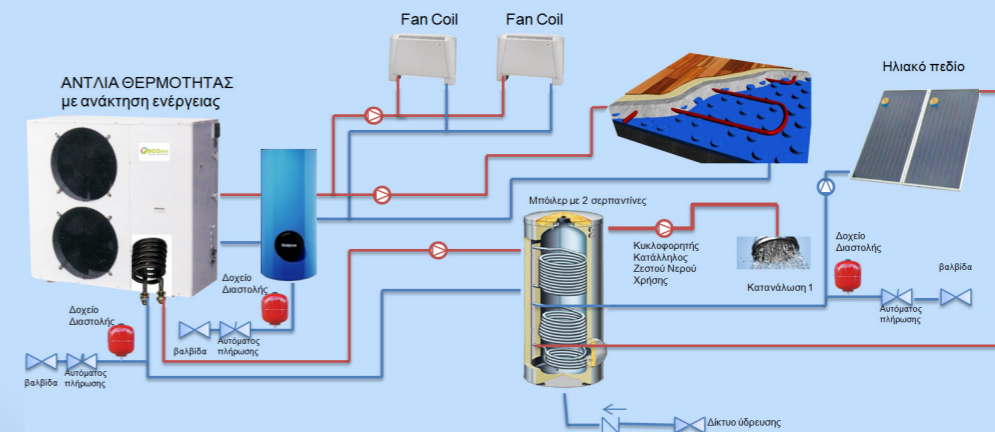 Fan Coil
Fan Coil
ΑΝΤΛΙΑ ΘΕΡΜΟΤΗΤΑΣ
με ανάκτηση ενέργειας
Ηλιακό πεδίο
Μπόιλερ με 2 σερπαντίνες
Κυκλοφορητής
Κατάλληλος
Ζεστού Νερού
Χρήσης
Κατανάλωση 1
Δοχείο
Διαστολής
βαλβίδα
Αυτόματος
πλήρωσης
Δοχείο
Διαστολής
βαλβίδα
Αυτόματος
πλήρωσης
Δοχείο
Διαστολής
βαλβίδα
Αυτόματος
πλήρωσης
Δίκτυο ύδρευσης